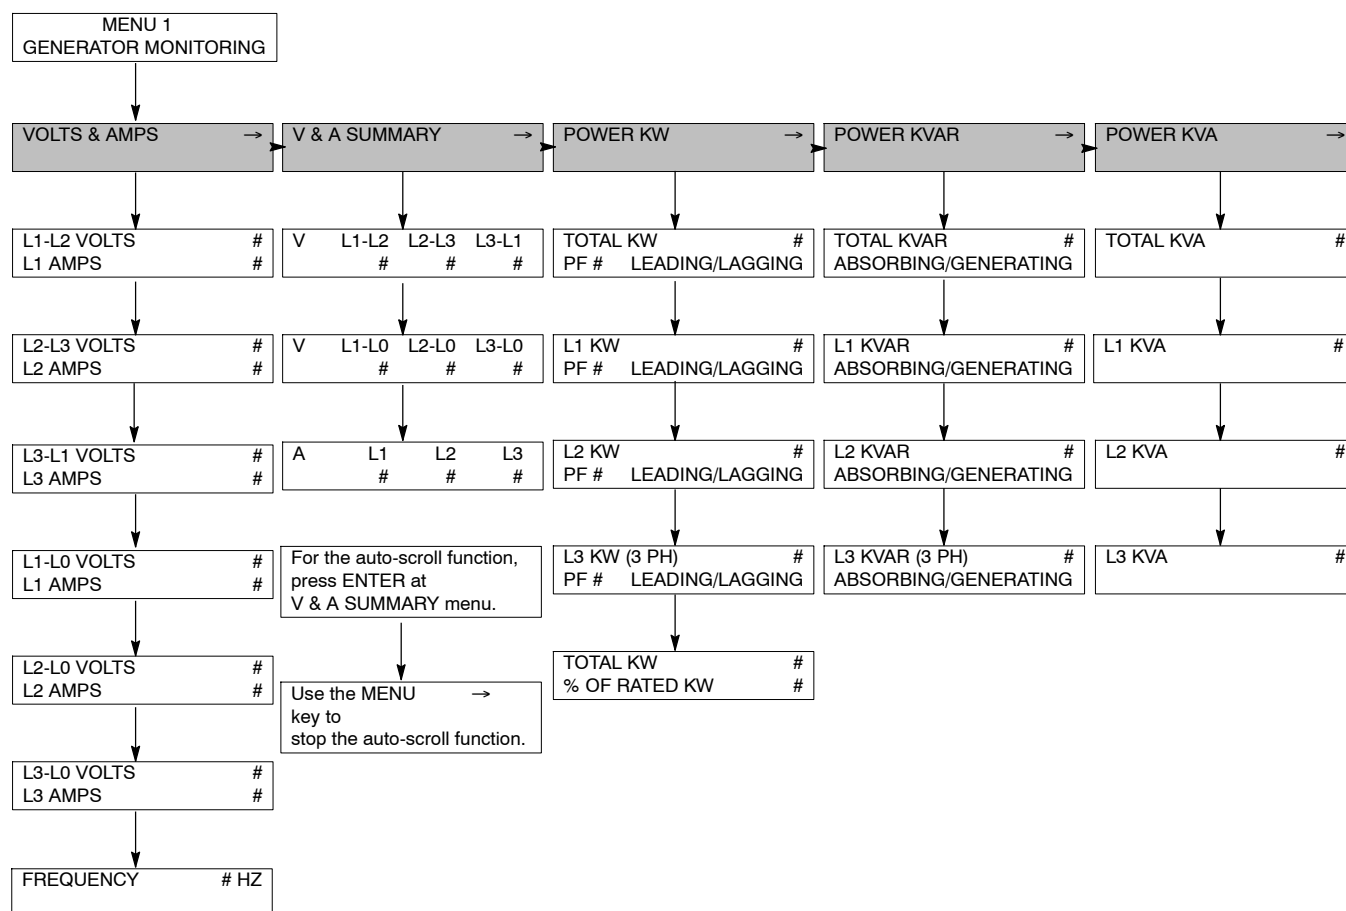 MENU 1
GENERATOR MONITORING
VOLTS & AMPS →
L1-L2 VOLTS #
L1 AMPS #
L2-L3 VOLTS #
L2 AMPS #
L3-L1 VOLTS #
L3 AMPS #
L1-L0 VOLTS #
L1 AMPS #
L2-L0 VOLTS #
L2 AMPS #
L3-L0 VOLTS #
L3 AMPS #
FREQUENCY # HZ
V & A SUMMARY →
V L1-L2 L2-L3 L3-L1
# # #
V L1-L0 L2-L0 L3-L0
# # #
A L1 L2 L3
# # #
For the auto-scroll function,
press ENTER at
V & A SUMMARY menu.
Use the MENU →
key to
stop the auto-scroll function.
POWER KW →
TOTAL KW #
PF # LEADING/LAGGING
L1 KW #
PF # LEADING/LAGGING
L2 KW #
PF # LEADING/LAGGING
L3 KW (3 PH) #
PF # LEADING/LAGGING
TOTAL KW #
% OF RATED KW #
POWER KVAR →
TOTAL KVAR #
ABSORBING/GENERATING
L1 KVAR #
ABSORBING/GENERATING
L2 KVAR #
ABSORBING/GENERATING
L3 KVAR (3 PH) #
ABSORBING/GENERATING
POWER KVA →
TOTAL KVA #
L1 KVA #
L2 KVA #
L3 KVA #